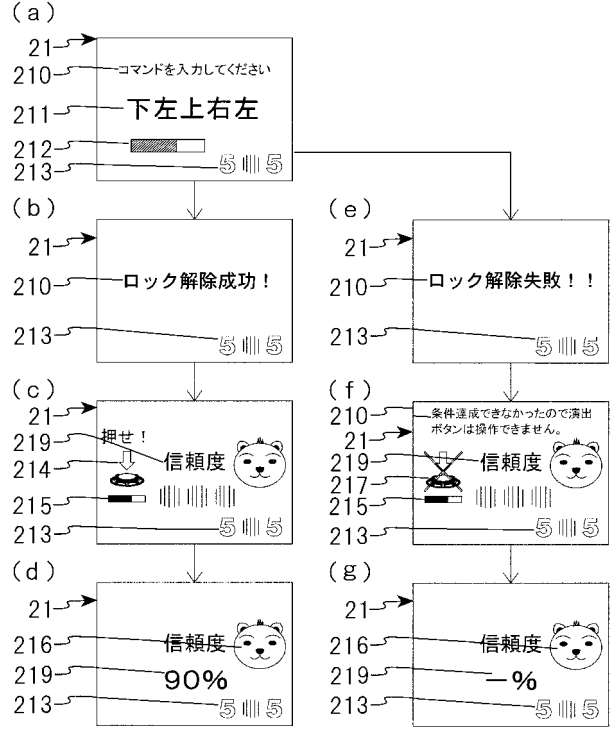 (a)
21
210
コマンドを入力してください
211
下左上右左
212
213
5 5
(b)
21
210
ロック解除成功！
213
5 5
(e)
21
210
ロック解除失敗！！
213
5 5
(c)
21
押せ！
219
信頼度
214
215
213
5 5
(f)
210
条件達成できなかったので演出
ボタンは操作できません。
21
219
信頼度
217
215
213
5 5
(d)
21
216
信頼度
219
90%
213
5 5
(g)
21
216
信頼度
219
－%
213
5 5